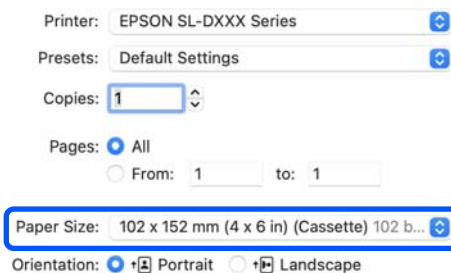 Printer: EPSON SL-DXXX Series
Presets: Default Settings
Copies: 1
Pages: All
From: 1 to: 1
Paper Size: 102 x 152 mm (4 x 6 in) (Cassette) 102 b...
Orientation: Portrait Landscape